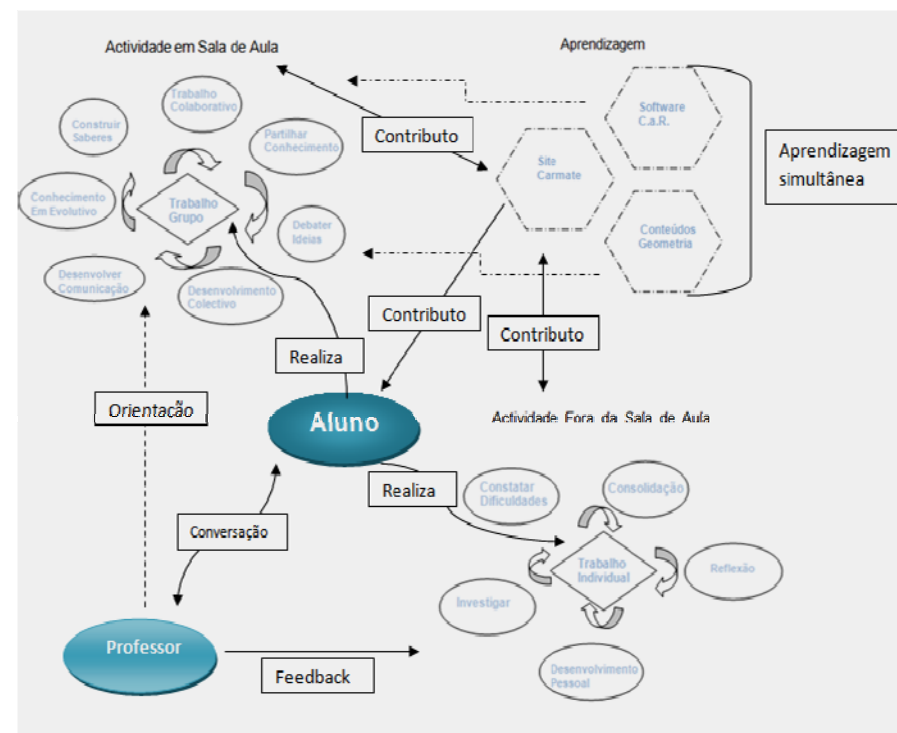 Actividade em Sala de Aula
Aprendizagem
Trabalho
Colaborativo
Construir
Saberes
Partilhar
Conhecimento
Conhecimento
Em Evolutivo
Trabalho
Grupo
Debater
Ideias
Desenvolver
Comunicação
Desenvolvimento
Colectivo
Contributo
Software
C.a.R.
Site
Carmate
Conteúdos
Geometria
Aprendizagem
simultânea
Contributo
Contributo
Realiza
Orientação
Aluno
Actividade Fora da Sala de Aula
Realiza
Constatar
Dificuldades
Consolidação
Conversação
Trabalho
Individual
Reflexão
Investigar
Professor
Feedback
Desenvolvimento
Pessoal